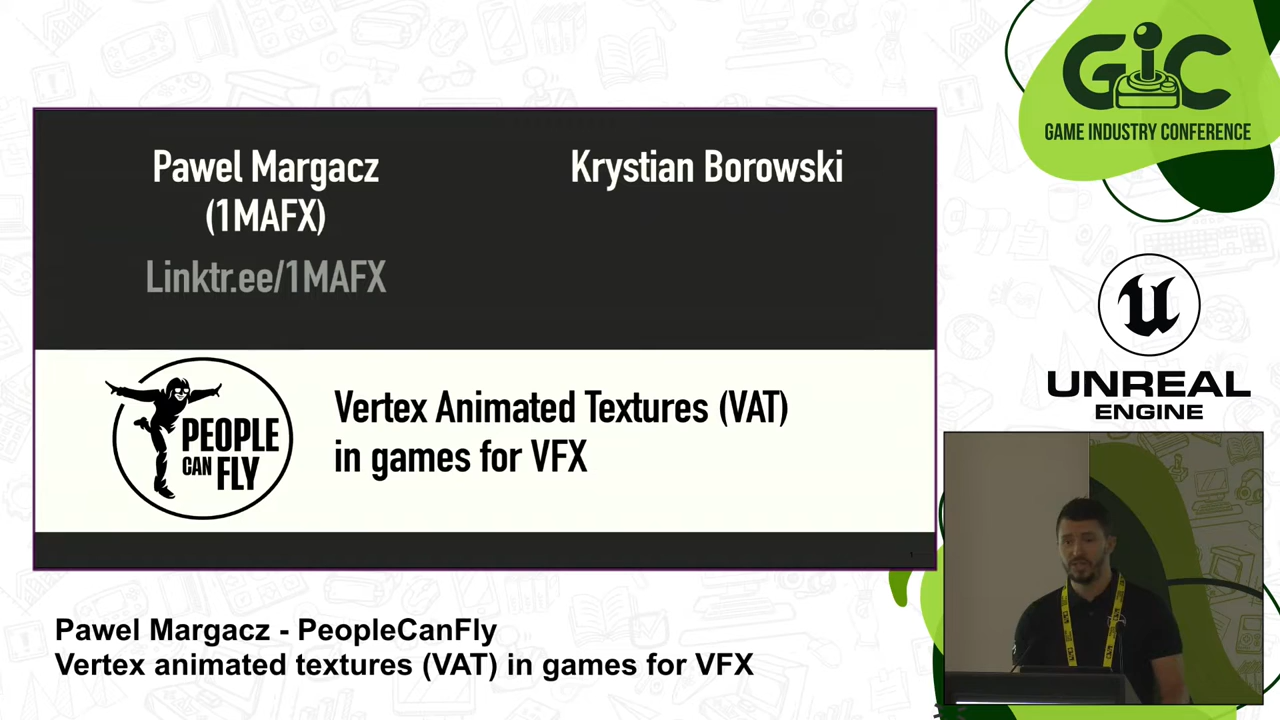 Pawel Margacz
(1MAFX)
Linktr.ee/1MAFX
Krystian Borowski
PEOPLE
CAN FLY
Vertex Animated Textures (VAT)
in games for VFX
GIC
GAME INDUSTRY CONFERENCE
UNREAL
ENGINE
Pawel Margacz - PeopleCanFly
Vertex animated textures (VAT) in games for VFX